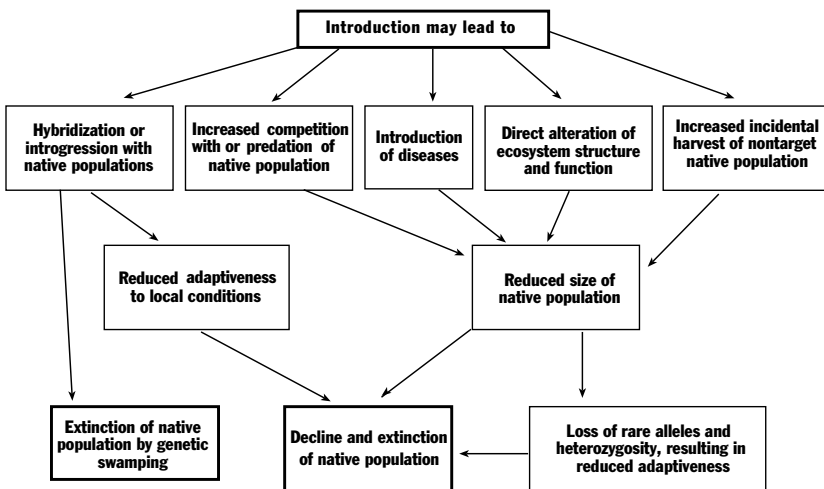 Introduction may lead to
Hybridization or
introgression with
native populations
Increased competition
with or predation of
native population
Introduction
of diseases
Direct alteration of
ecosystem structure
and function
Increased incidental
harvest of nontarget
native population
Reduced adaptiveness
to local conditions
Reduced size of
native population
Extinction of native
population by genetic
swamping
Decline and extinction
of native population
Loss of rare alleles and
heterozygosity, resulting in
reduced adaptiveness